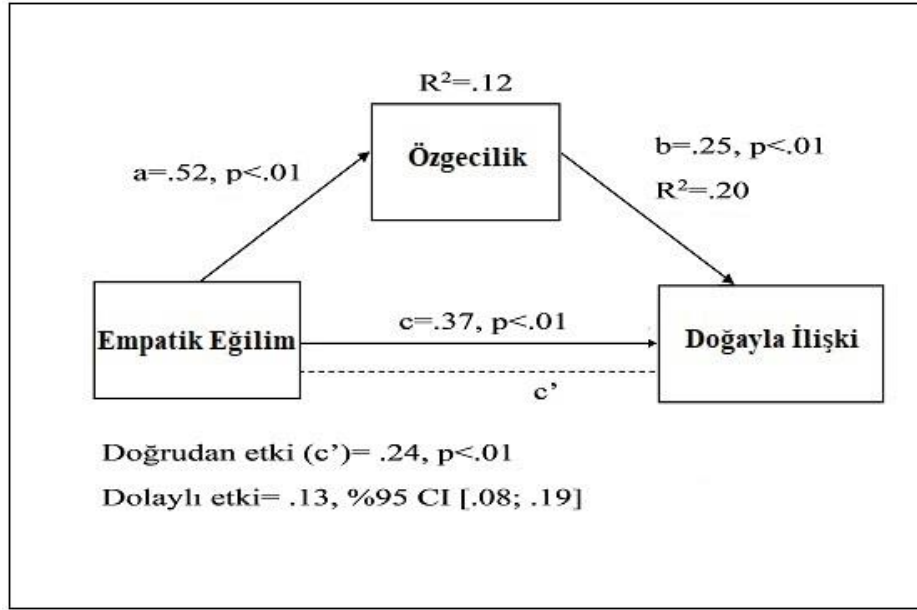 R²=.12
Özgecilik
a=.52, p<.01
b=.25, p<.01
R²=.20
Empatik Eğilim
c=.37, p<.01
Doğayla İlişki
c’
Doğrudan etki (c’)= .24, p<.01
Dolaylı etki= .13, %95 CI [.08; .19]